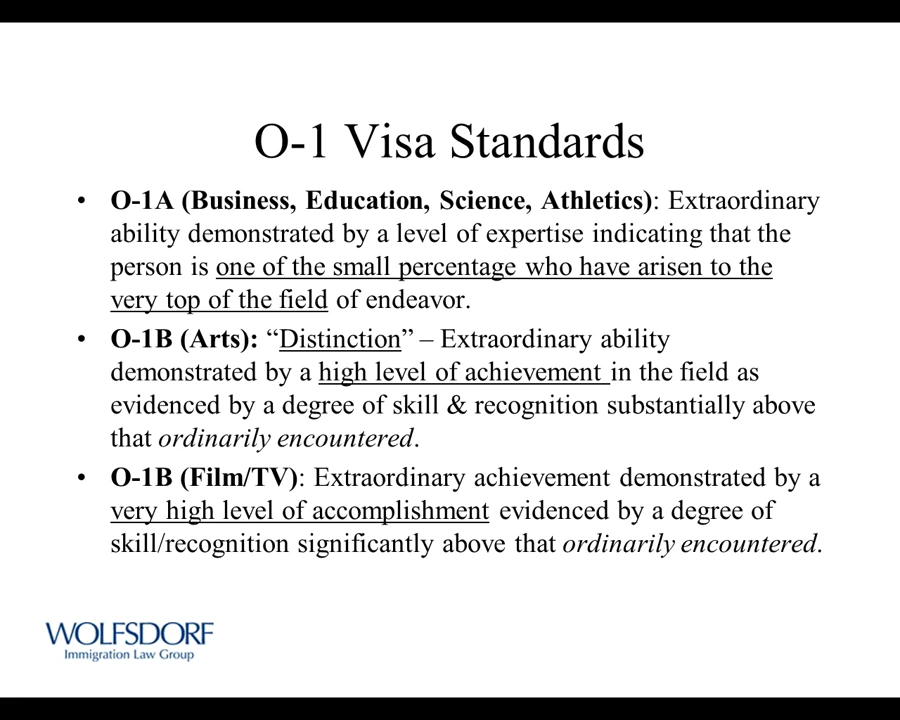 O-1 Visa Standards
• O-1A (Business, Education, Science, Athletics): Extraordinary
ability demonstrated by a level of expertise indicating that the
person is one of the small percentage who have arisen to the
very top of the field of endeavor.
• O-1B (Arts): “Distinction” – Extraordinary ability
demonstrated by a high level of achievement in the field as
evidenced by a degree of skill & recognition substantially above
that ordinarily encountered.
• O-1B (Film/TV): Extraordinary achievement demonstrated by a
very high level of accomplishment evidenced by a degree of
skill/recognition significantly above that ordinarily encountered.
WOLFSDORF
Immigration Law Group